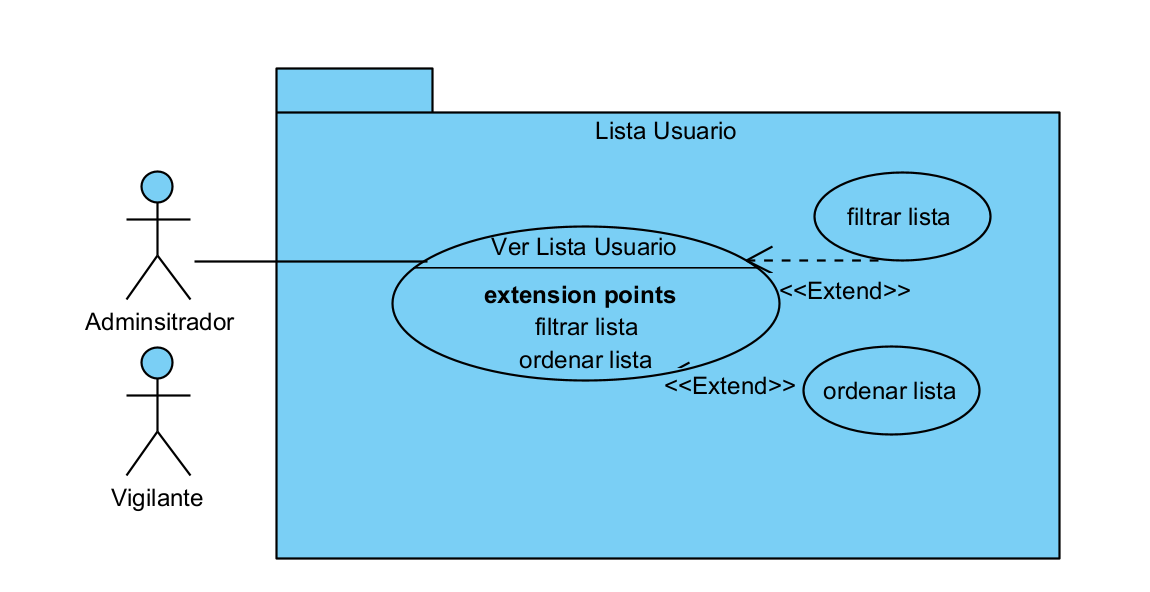 Lista Usuario
filtrar lista
Ver Lista Usuario
<<Extend>>
extension points
filtrar lista
ordenar lista
<<Extend>>
ordenar lista
Adminsitrador
Vigilante